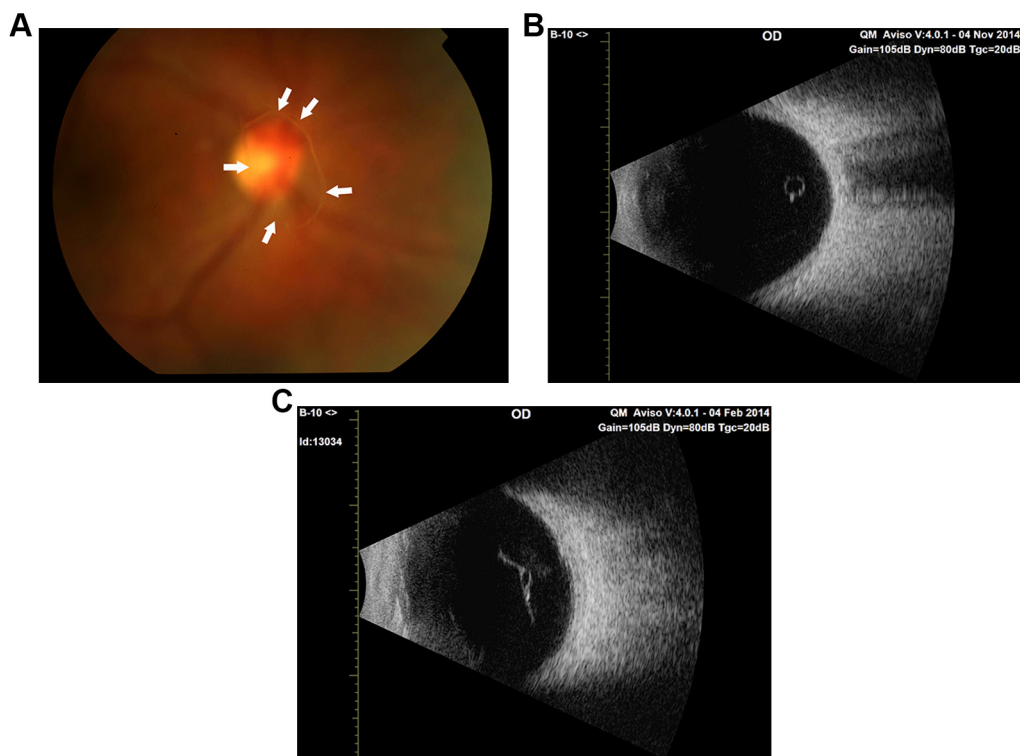 A
B
B-10 <>
OD
QM Aviso V:4.0.1 - 04 Nov 2014
Gain=105dB Dyn=80dB Tgc=20dB
C
B-10 <>
OD
QM Aviso V:4.0.1 - 04 Feb 2014
Gain=105dB Dyn=80dB Tgc=20dB
Id:13034